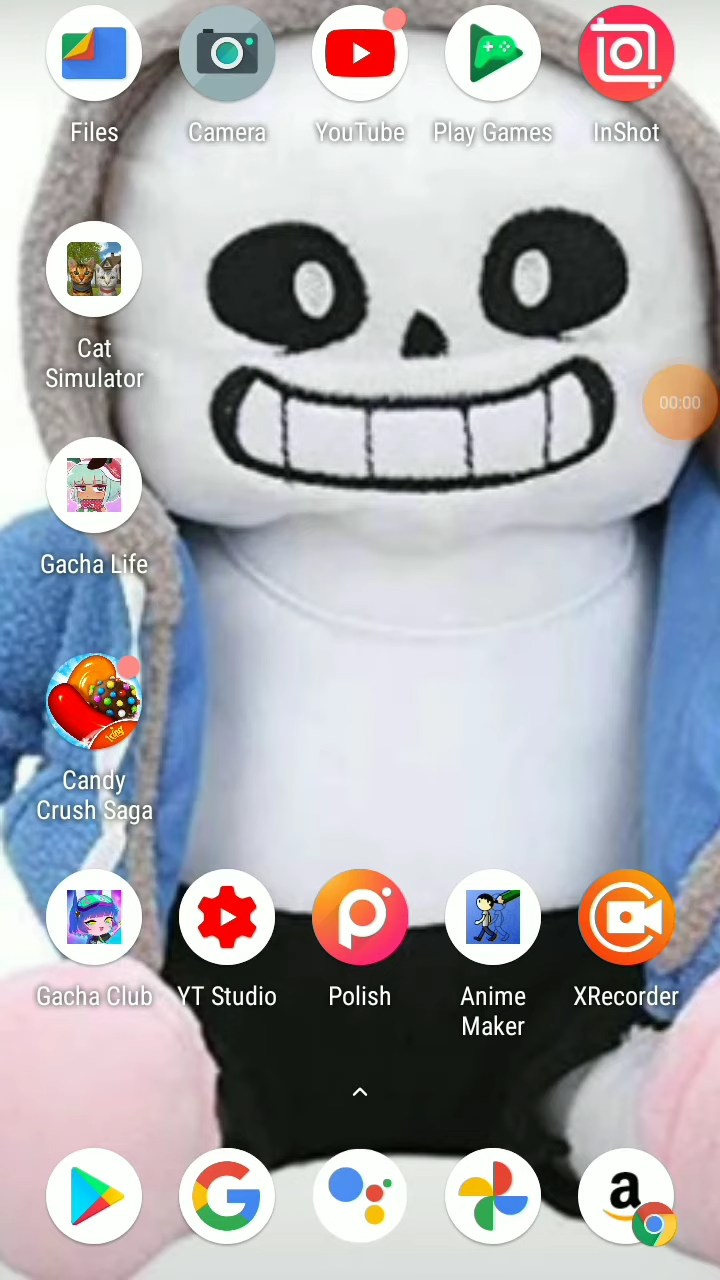 Files
Camera
YouTube
Play Games
InShot
Cat
Simulator
00:00
Gacha Life
Candy
Crush Saga
Gacha Club
YT Studio
Polish
Anime
Maker
XRecorder